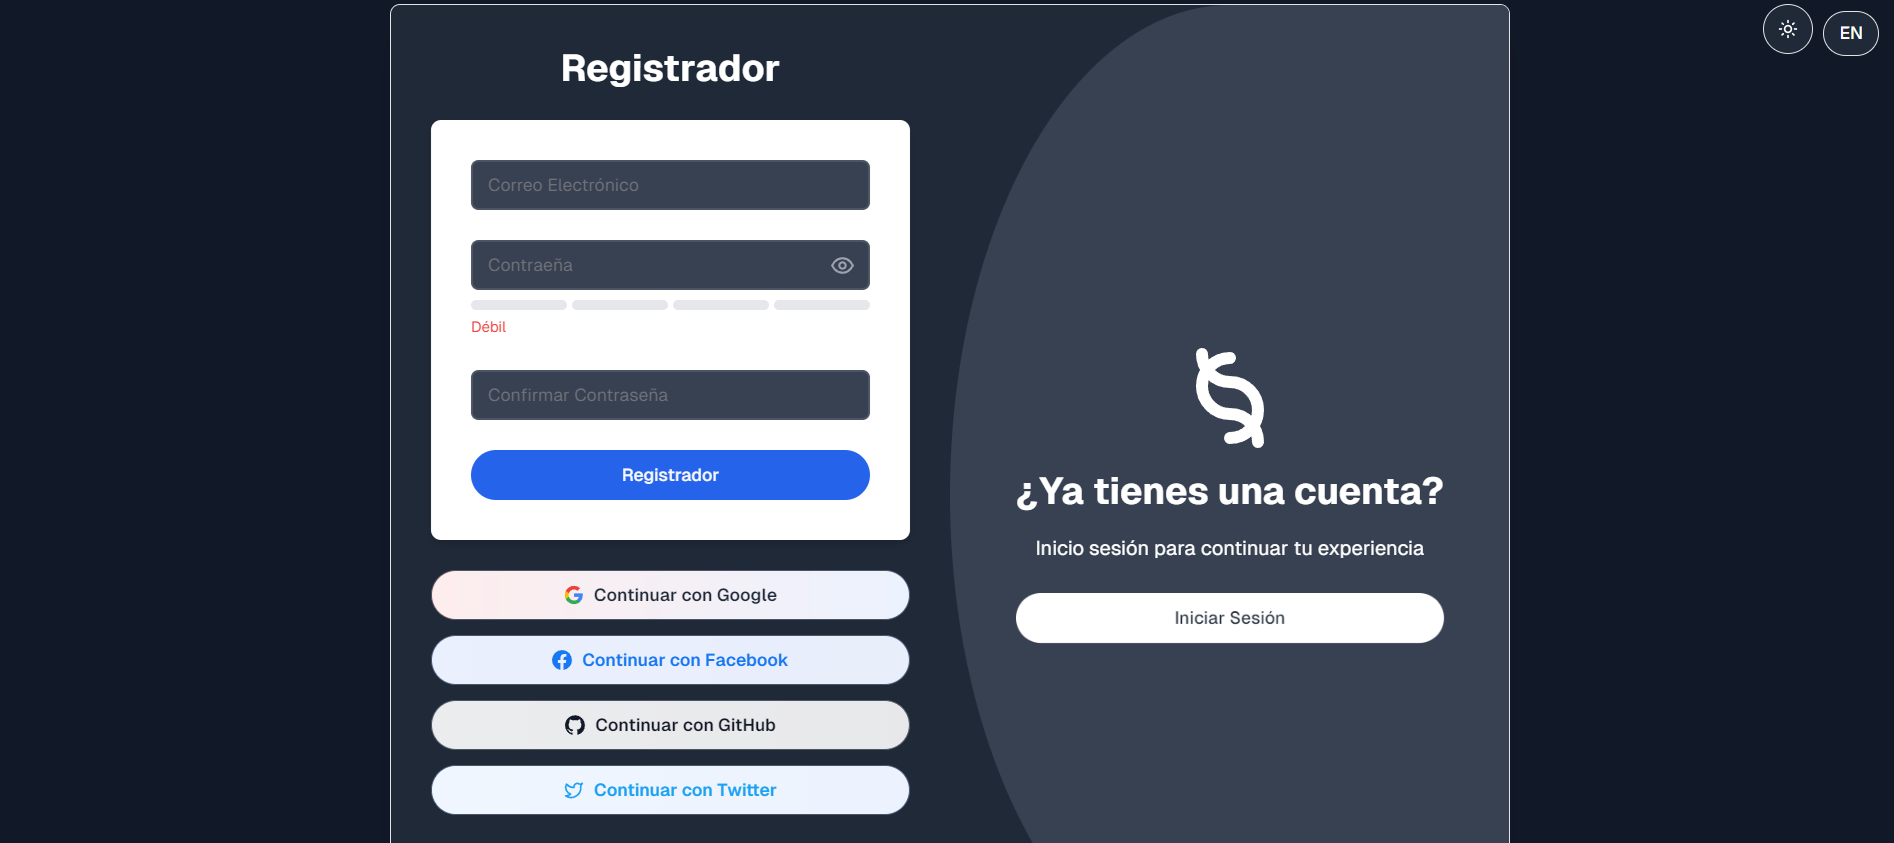 EN
Registrador
Correo Electrónico
Contraeña
Débil
Confirmar Contraseña
Registrador
Continuar con Google
Continuar con Facebook
Continuar con GitHub
Continuar con Twitter
¿Ya tienes una cuenta?
Inicio sesión para continuar tu experiencia
Iniciar Sesión